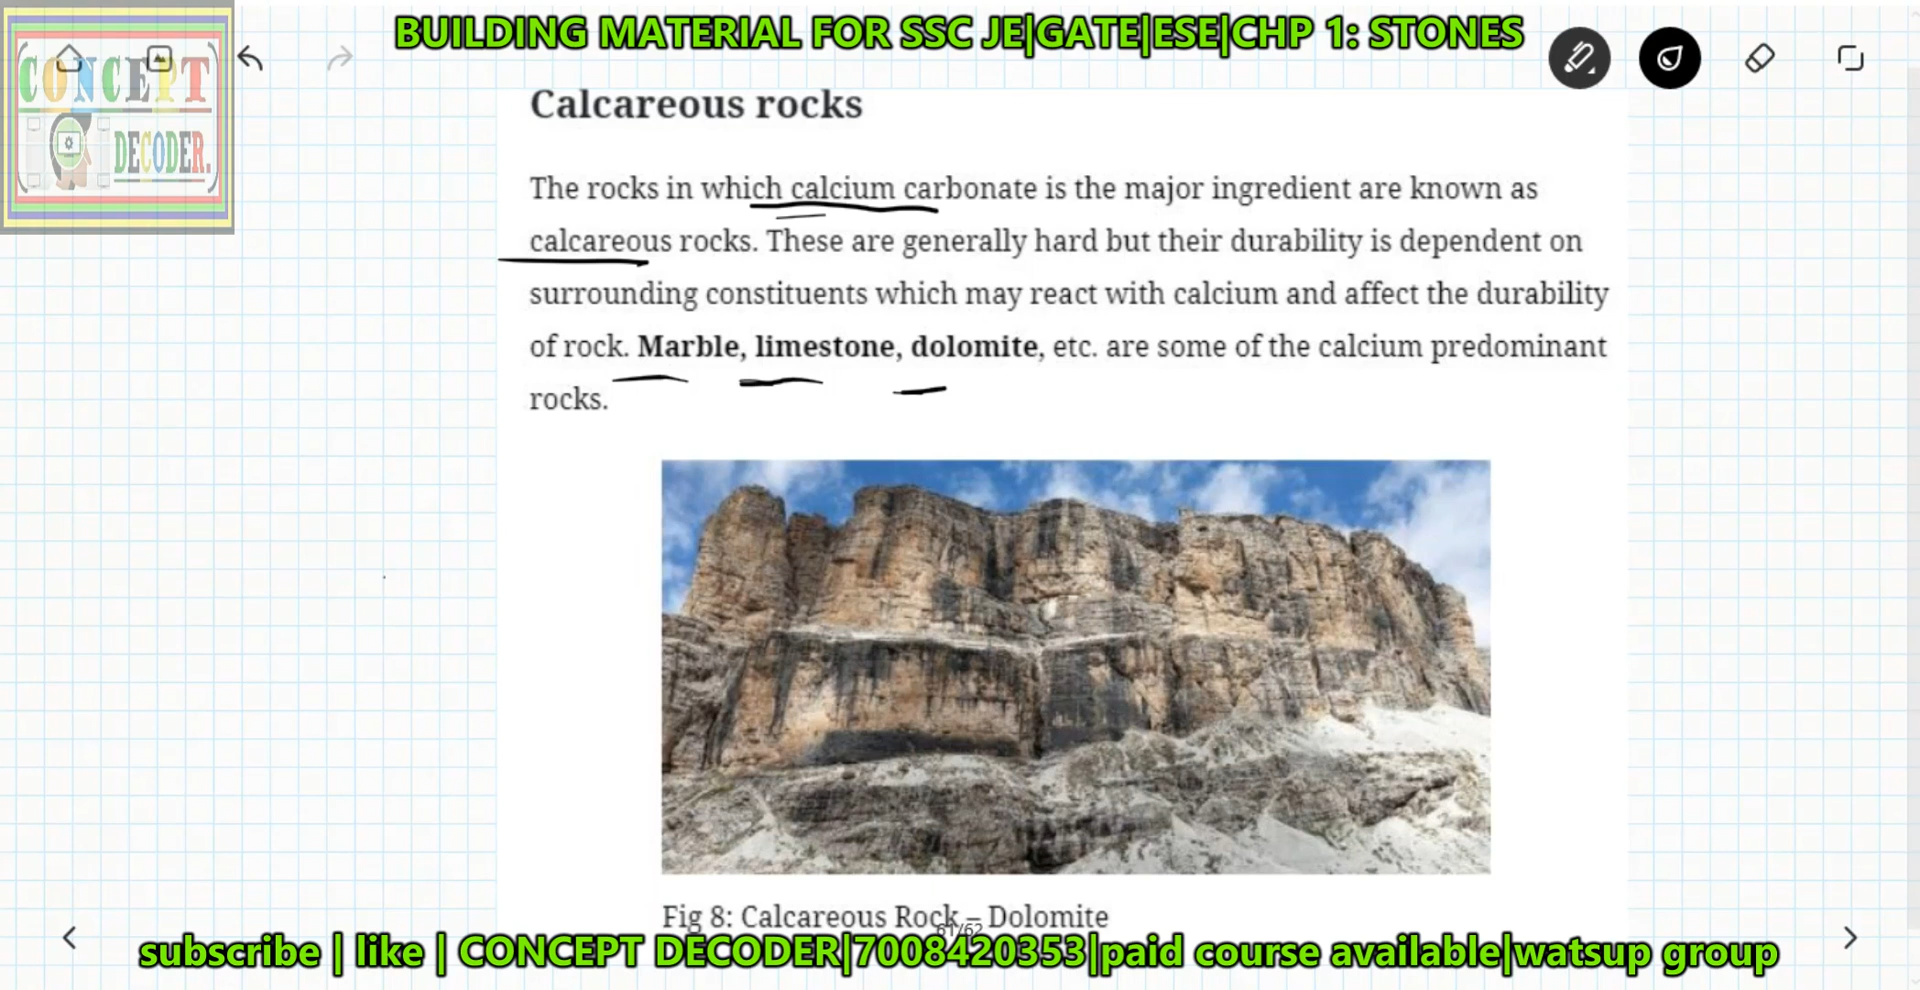 BUILDING MATERIAL FOR SSC JE|GATE|ESE|CHP 1: STONES
CONCEPT
DECODER.
Calcareous rocks
The rocks in which calcium carbonate is the major ingredient are known as
calcareous rocks. These are generally hard but their durability is dependent on
surrounding constituents which may react with calcium and affect the durability
of rock. Marble, limestone, dolomite, etc. are some of the calcium predominant
rocks.
Fig 8: Calcareous Rock – Dolomite
61/62
subscribe | like | CONCEPT DECODER|7008420353|paid course available|watsup group